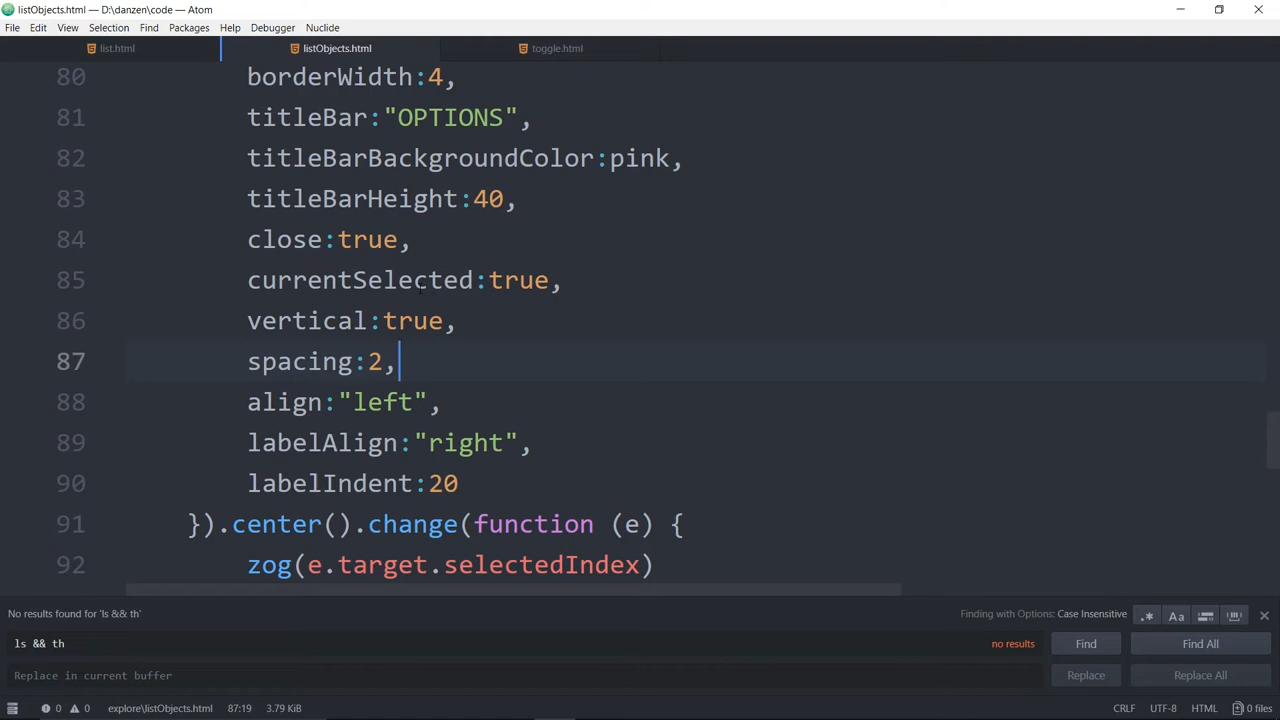 listObjects.html — D:\danzen\code — Atom
File Edit View Selection Find Packages Help Debugger Nuclide
list.html listObjects.html toggle.html
80 borderWidth:4,
81 titleBar:"OPTIONS",
82 titleBarBackgroundColor:pink,
83 titleBarHeight:40,
84 close:true,
85 currentSelected:true,
86 vertical:true,
87 spacing:2,
88 align:"left",
89 labelAlign:"right",
90 labelIndent:20
91 }).center().change(function (e) {
92 zog(e.target.selectedIndex)
No results found for 'ls && th' Finding with Options: Case Insensitive .* Aa
ls && th no results Find Find All
Replace in current buffer Replace Replace All
0 0 explore\listObjects.html 87:19 3.79 KiB CRLF UTF-8 HTML 0 files